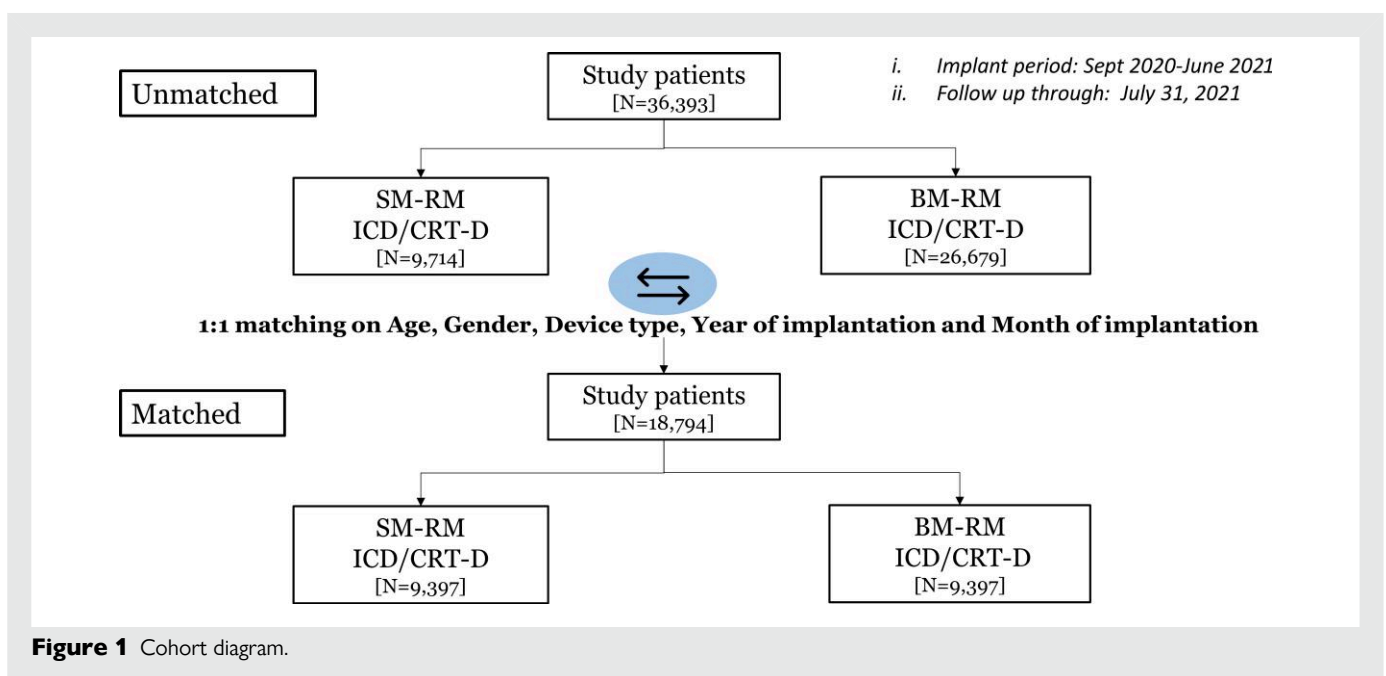 Unmatched
Study patients
[N=36,393]
i. Implant period: Sept 2020-June 2021
ii. Follow up through: July 31, 2021
SM-RM
ICD/CRT-D
[N=9,714]
BM-RM
ICD/CRT-D
[N=26,679]
1:1 matching on Age, Gender, Device type, Year of implantation and Month of implantation
Matched
Study patients
[N=18,794]
SM-RM
ICD/CRT-D
[N=9,397]
BM-RM
ICD/CRT-D
[N=9,397]
Figure 1 Cohort diagram.